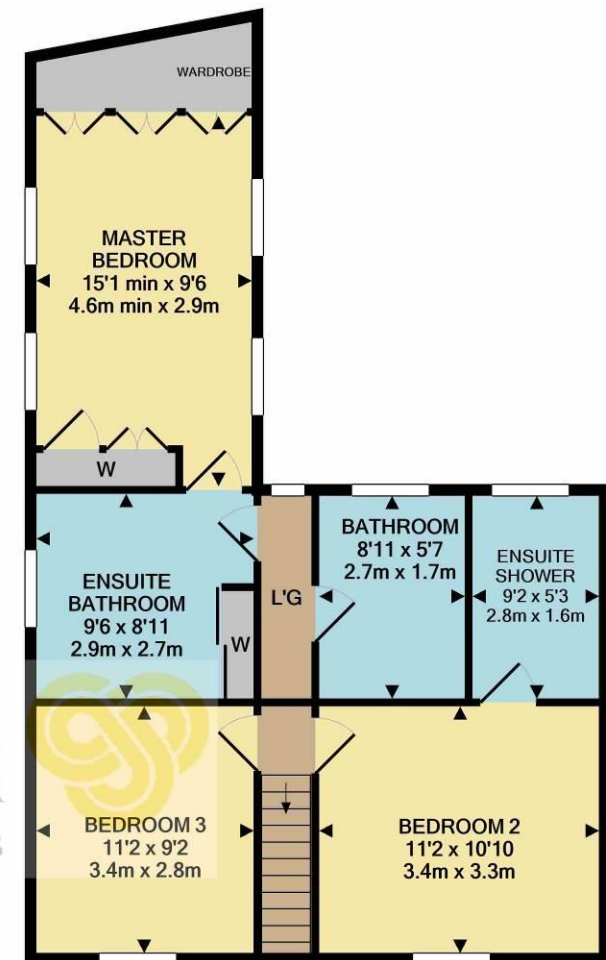 WARDROBE
MASTER
BEDROOM
15'1 min x 9'6
4.6m min x 2.9m
W
ENSUITE
BATHROOM
9'6 x 8'11
2.9m x 2.7m
W
L'G
BATHROOM
8'11 x 5'7
2.7m x 1.7m
ENSUITE
SHOWER
9'2 x 5'3
2.8m x 1.6m
BEDROOM 3
11'2 x 9'2
3.4m x 2.8m
BEDROOM 2
11'2 x 10'10
3.4m x 3.3m